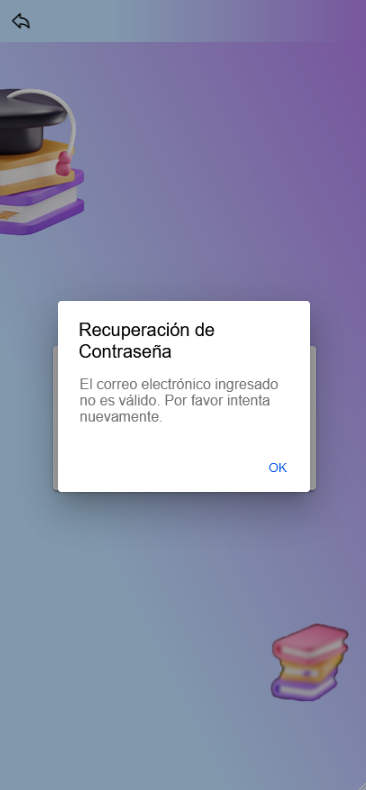 Recuperación de
Contraseña
El correo electrónico ingresado
no es válido. Por favor intenta
nuevamente.
OK